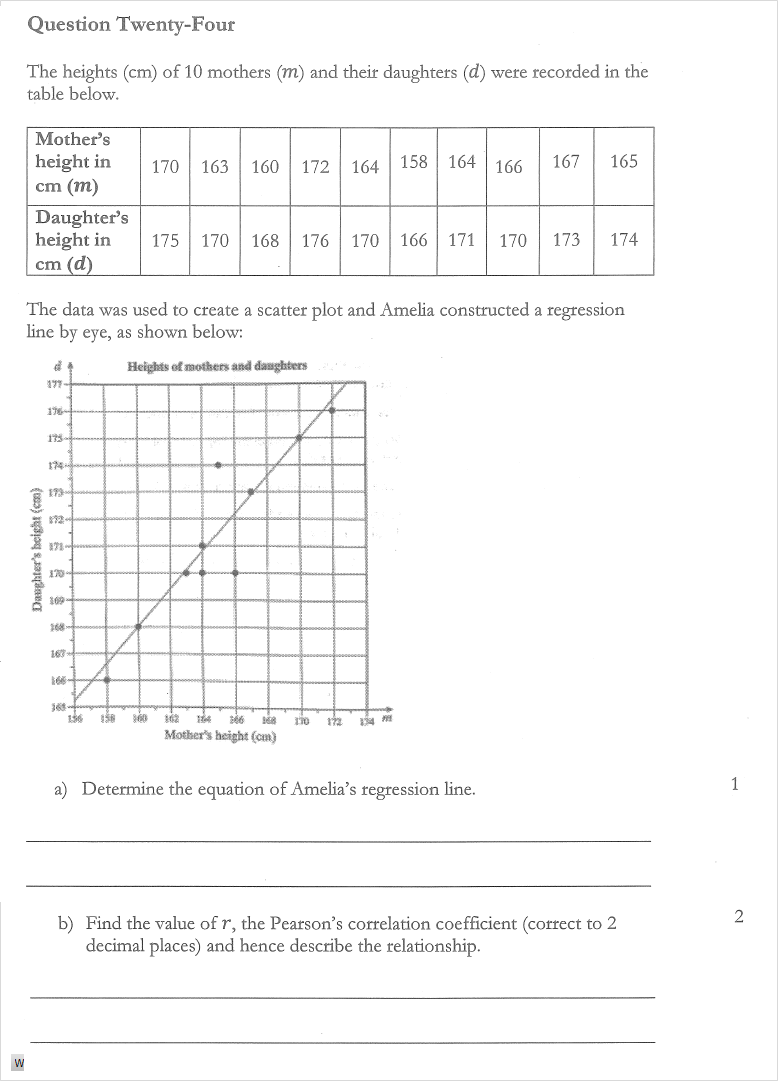 Question Twenty-Four
The heights (cm) of 10 mothers (m) and their daughters (d) were recorded in the
table below.
Mother's
height in
cm (m)
170 163 160 172 164 158 164 166 167 165
Daughter's
height in
cm (d)
175 170 168 176 170 166 171 170 173 174
The data was used to create a scatter plot and Amelia constructed a regression
line by eye, as shown below:
d
Heights of mothers and daughters
177
176
175
174
173
172
171
170
169
168
167
166
165
Daughter's height (cm)
156 158 160 162 164 166 168 170 172 174 m
Mother's height (cm)
a) Determine the equation of Amelia's regression line. 1
b) Find the value of r, the Pearson's correlation coefficient (correct to 2 2
decimal places) and hence describe the relationship.
W